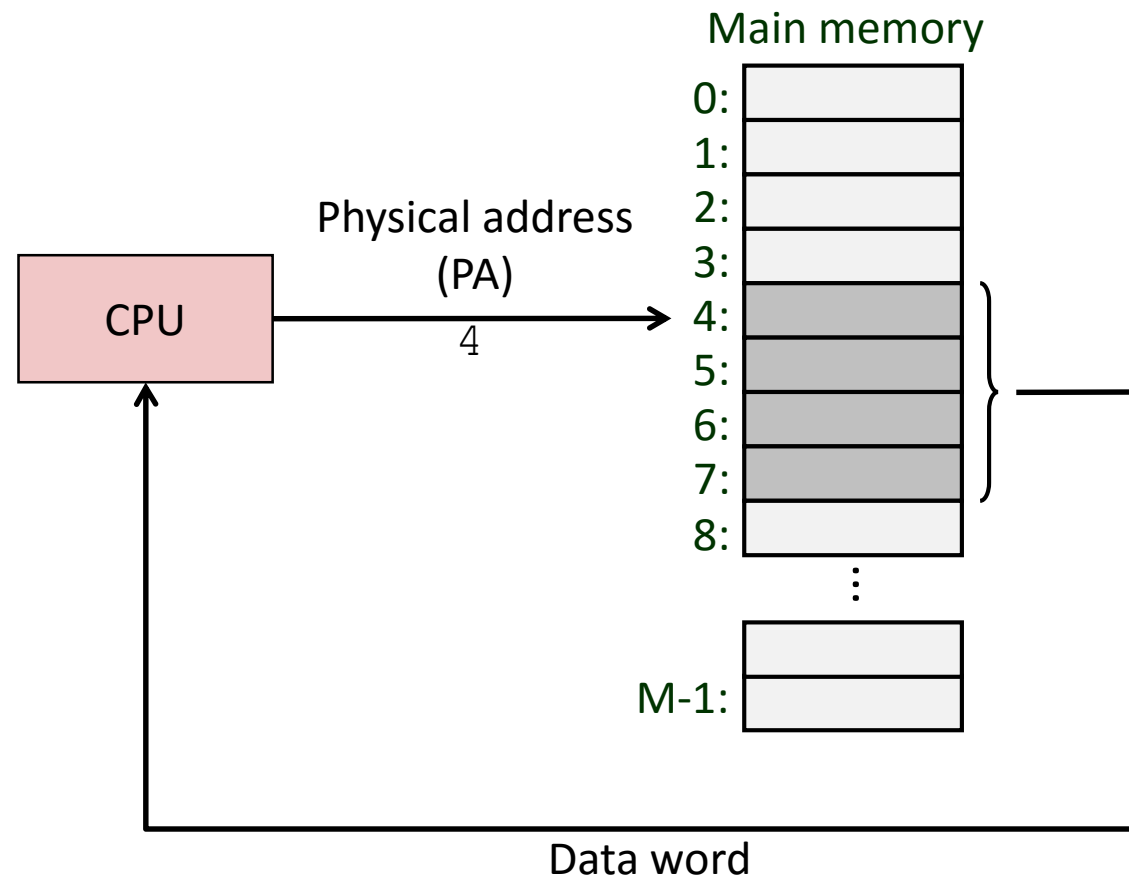 Main memory
0:
1:
2:
3:
4:
5:
6:
7:
8:
...
M-1:
Physical address
(PA)
4
CPU
Data word